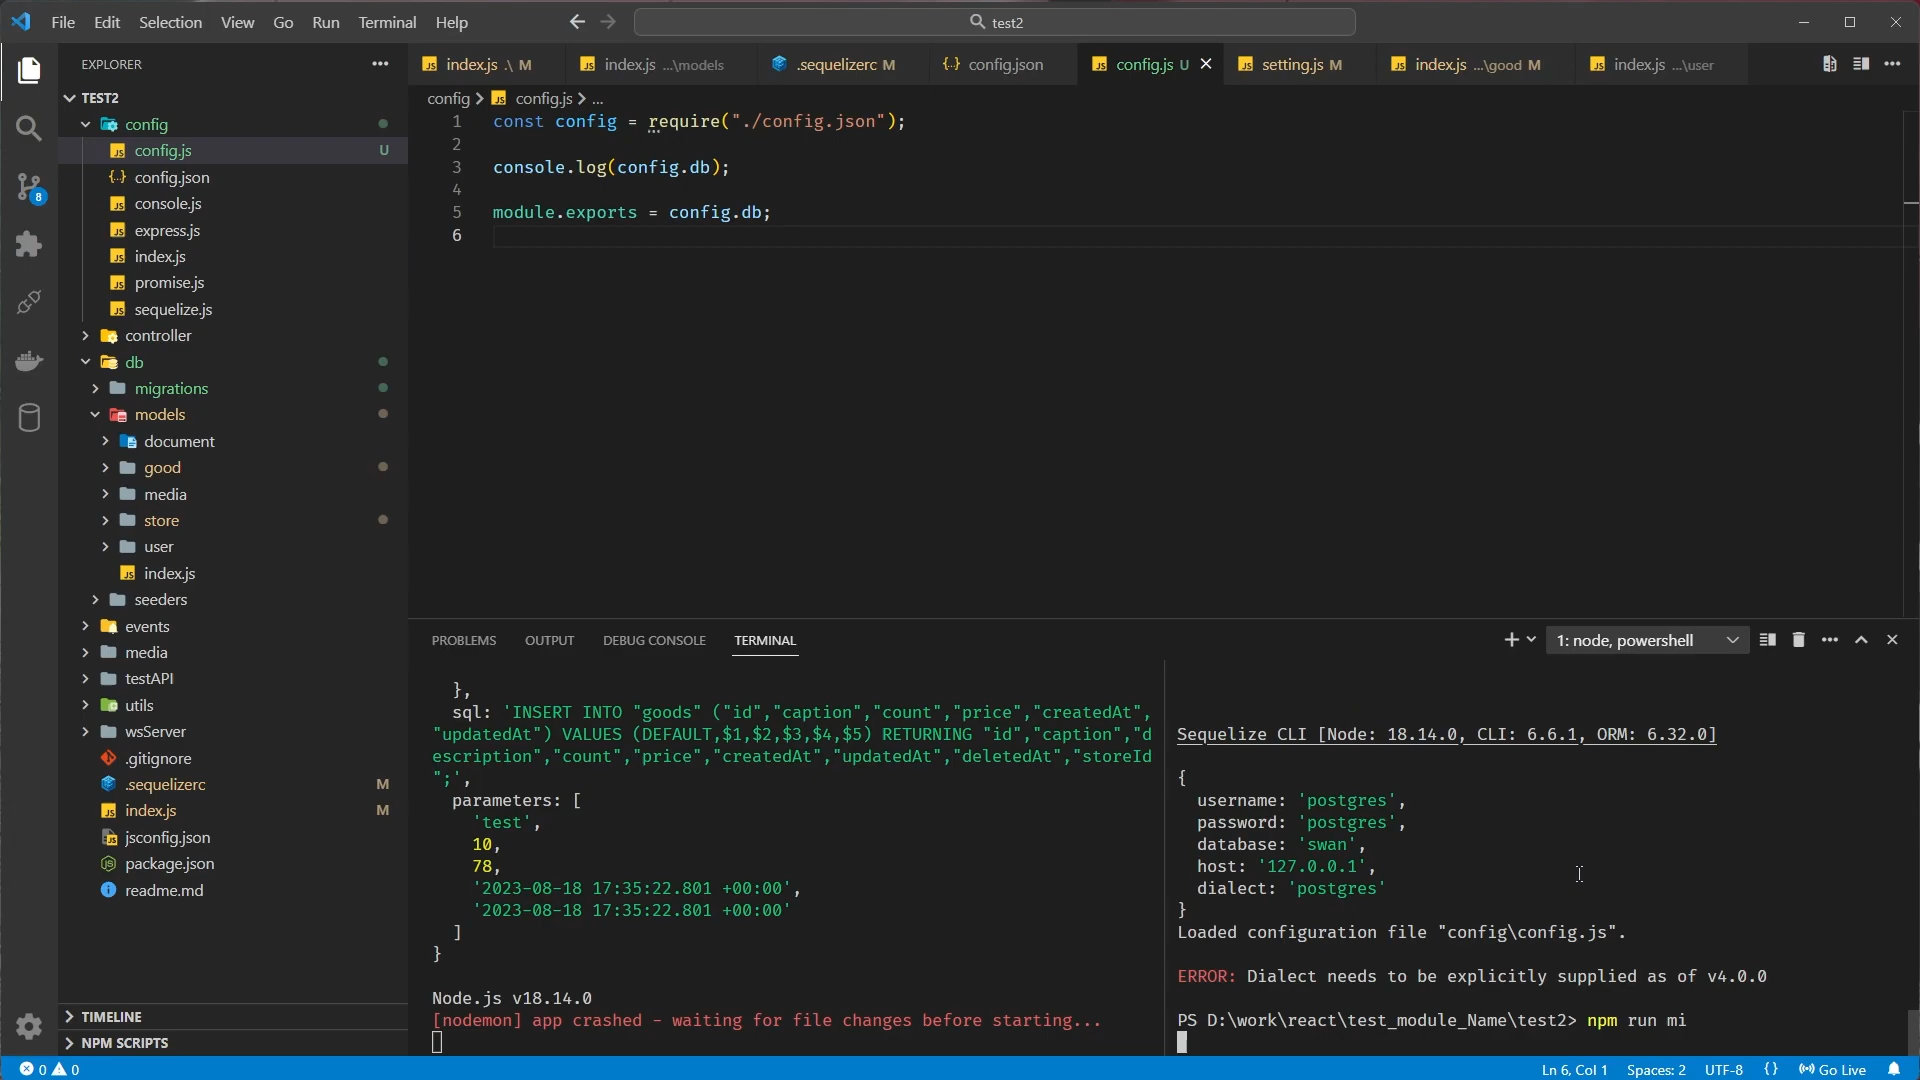 File Edit Selection View Go Run Terminal Help
test2
EXPLORER
index.js .\ M
index.js ...\models
.sequelizerc M
config.json
config.js U
setting.js M
index.js ...\good M
index.js ...\user
config > config.js > ...
TEST2
config
config.js U
config.json
console.js
express.js
index.js
promise.js
sequelize.js
controller
db
migrations
models
document
good
media
store
user
index.js
seeders
events
media
testAPI
utils
wsServer
.gitignore
.sequelizerc M
index.js M
jsconfig.json
package.json
readme.md
TIMELINE
NPM SCRIPTS
8
1 const config = require("./config.json");
2
3 console.log(config.db);
4
5 module.exports = config.db;
6
PROBLEMS OUTPUT DEBUG CONSOLE TERMINAL
1: node, powershell
},
sql: 'INSERT INTO "goods" ("id","caption","count","price","createdAt",
"updatedAt") VALUES (DEFAULT,$1,$2,$3,$4,$5) RETURNING "id","caption","d
escription","count","price","createdAt","updatedAt","deletedAt","storeId
";',
parameters: [
'test',
10,
78,
'2023-08-18 17:35:22.801 +00:00',
'2023-08-18 17:35:22.801 +00:00'
]
}
Node.js v18.14.0
[nodemon] app crashed - waiting for file changes before starting...
Sequelize CLI [Node: 18.14.0, CLI: 6.6.1, ORM: 6.32.0]
{
username: 'postgres',
password: 'postgres',
database: 'swan',
host: '127.0.0.1',
dialect: 'postgres'
}
Loaded configuration file "config\config.js".
ERROR: Dialect needs to be explicitly supplied as of v4.0.0
PS D:\work\react\test_module_Name\test2> npm run mi
0 0
Ln 6, Col 1 Spaces: 2 UTF-8 {} Go Live